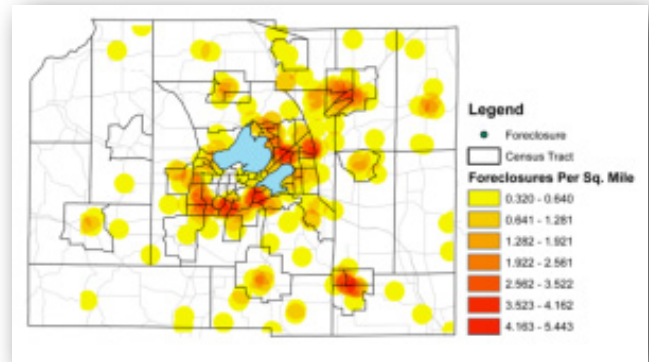 Legend
Foreclosure
Census Tract
Foreclosures Per Sq. Mile
0.320 - 0.640
0.641 - 1.281
1.282 - 1.921
1.922 - 2.561
2.562 - 3.522
3.523 - 4.162
4.163 - 5.443